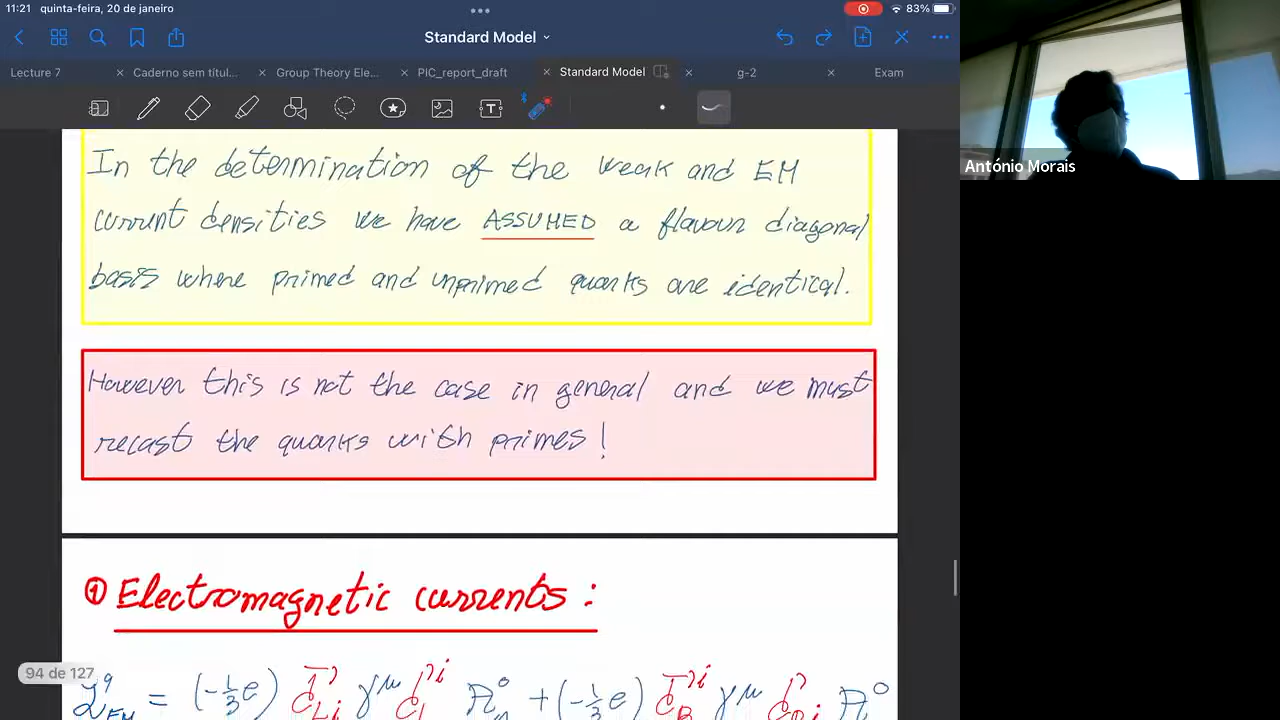 11:21 quinta-feira, 20 de janeiro
83%
Standard Model
Lecture 7
Caderno sem títul...
Group Theory Ele...
PIC_report_draft
Standard Model
g-2
Exam
António Morais
In the determination of the weak and EM
current densities we have ASSUMED a flavour diagonal
basis where primed and unprimed quarks are identical.
However this is not the case in general and we must
recast the quarks with primes!
① Electromagnetic currents:
94 de 127